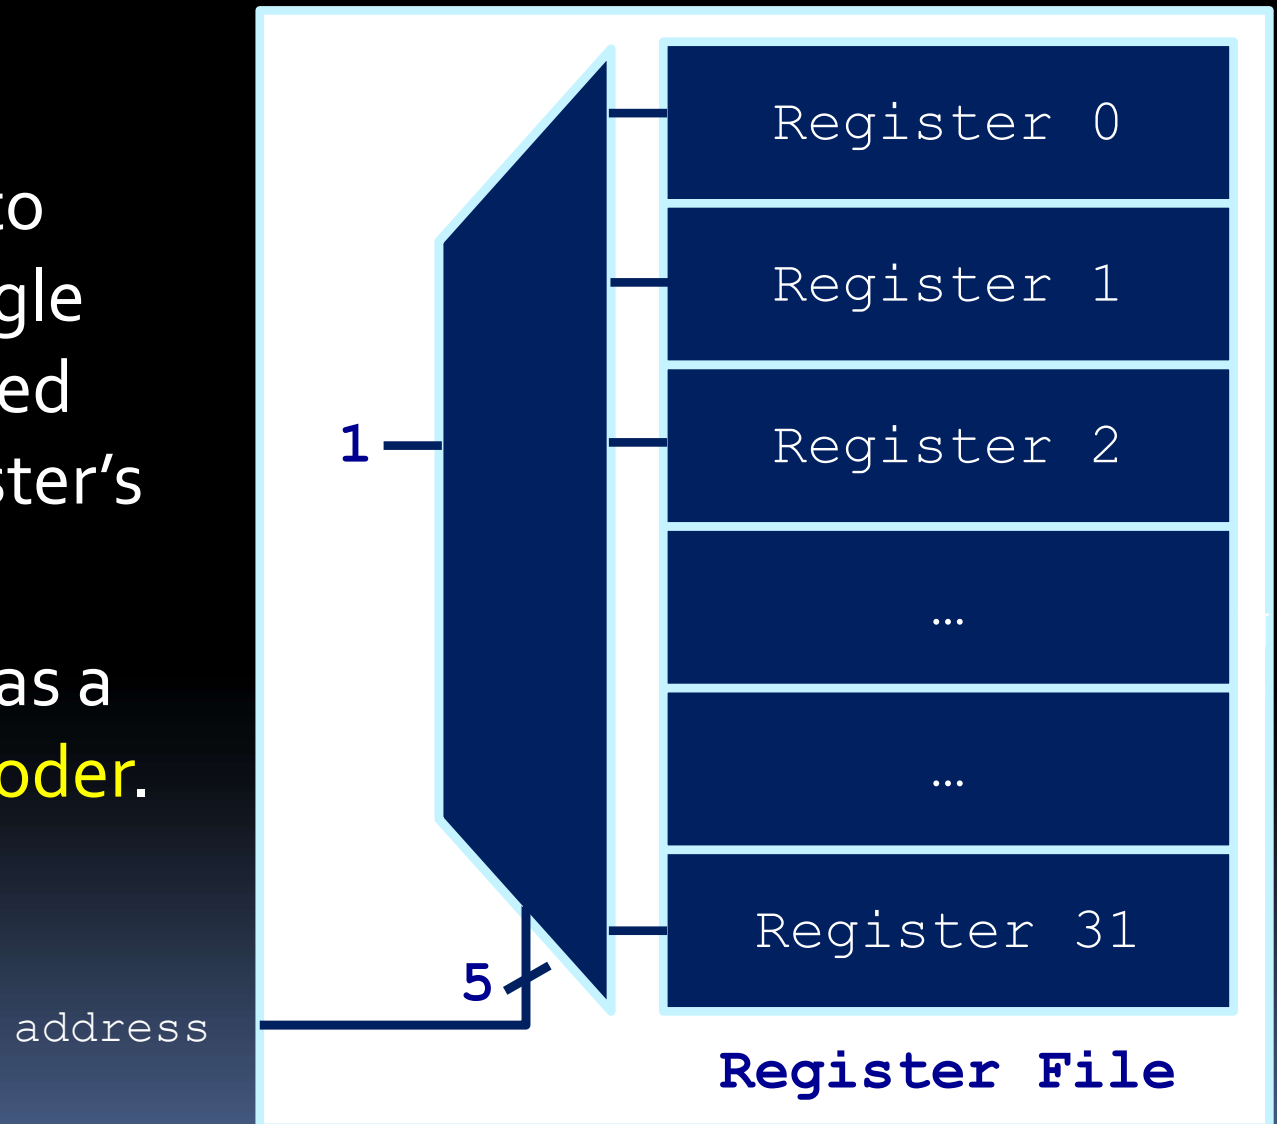 to
gle
ed
ster’s
as a
oder.
address
Register 0
Register 1
1
Register 2
…
…
Register 31
5
Register File